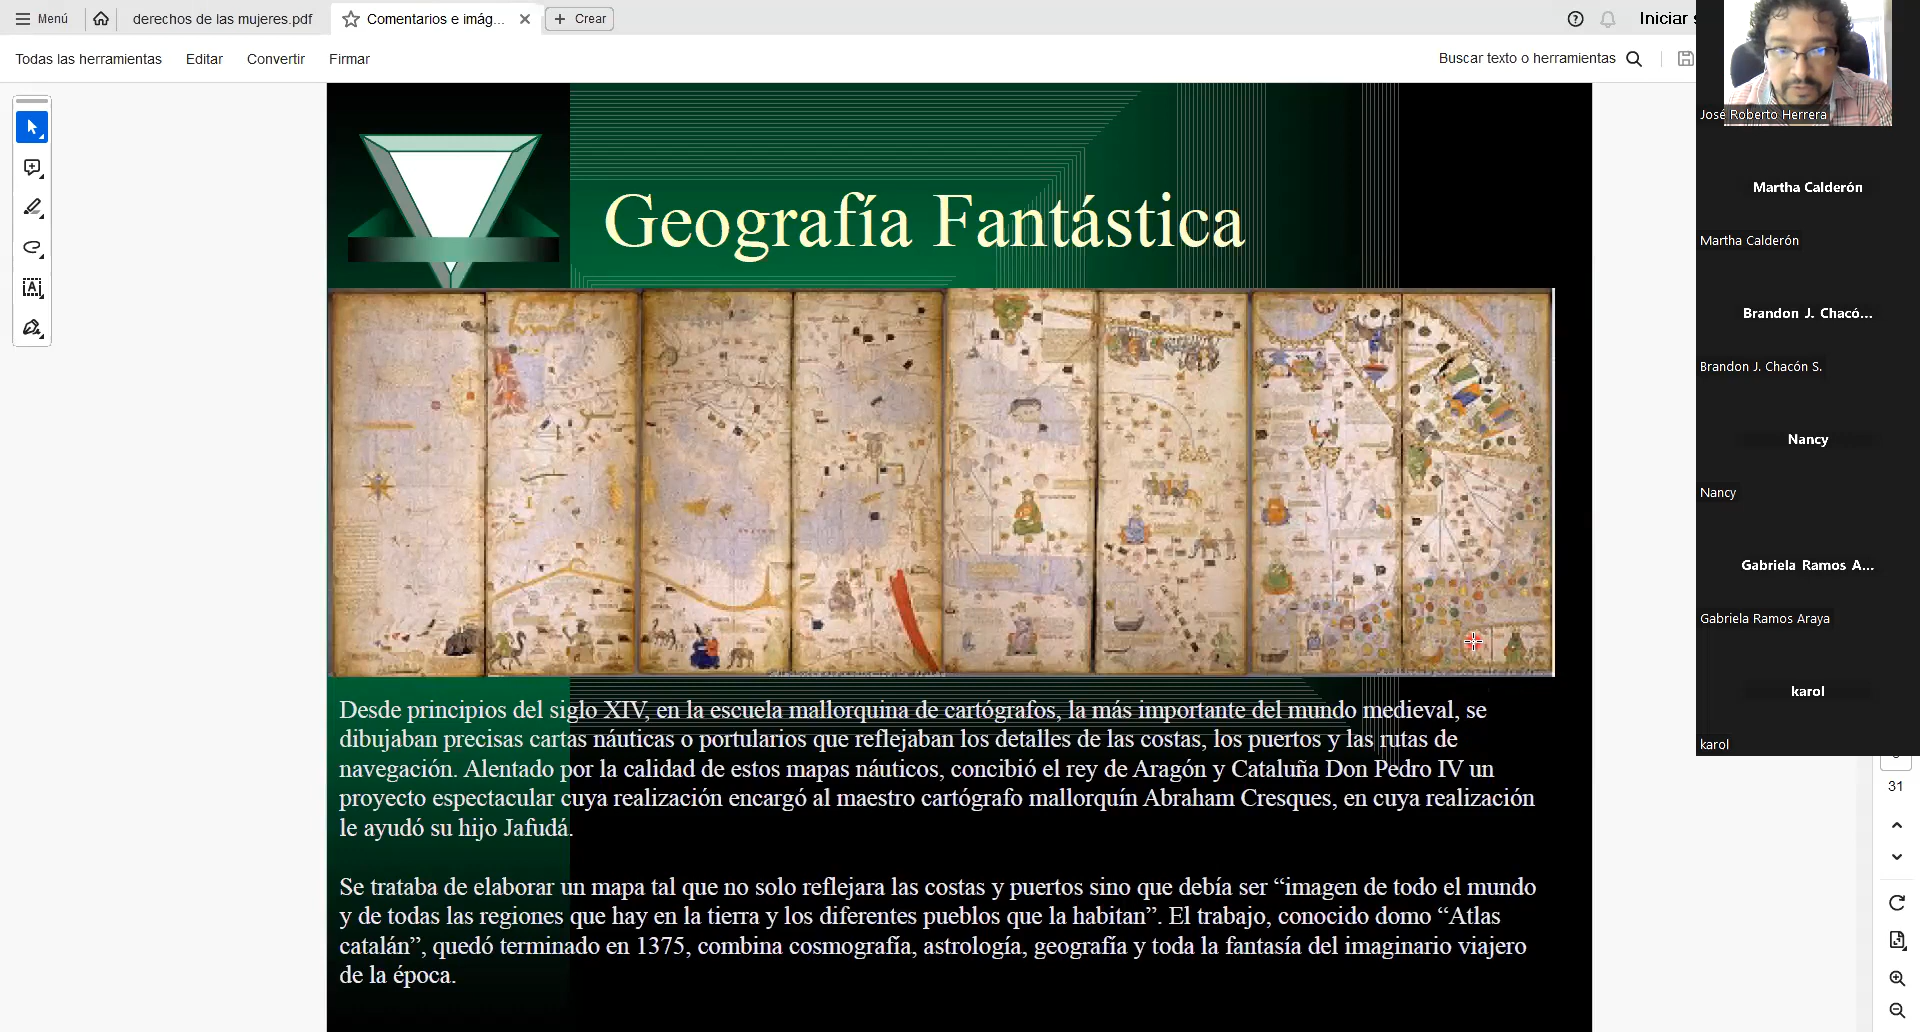 Menú
derechos de las mujeres.pdf
Comentarios e imág...
Crear
Iniciar s
Todas las herramientas
Editar
Convertir
Firmar
Buscar texto o herramientas
Geografía Fantástica
Desde principios del siglo XIV, en la escuela mallorquina de cartógrafos, la más importante del mundo medieval, se
dibujaban precisas cartas náuticas o portularios que reflejaban los detalles de las costas, los puertos y las rutas de
navegación. Alentado por la calidad de estos mapas náuticos, concibió el rey de Aragón y Cataluña Don Pedro IV un
proyecto espectacular cuya realización encargó al maestro cartógrafo mallorquín Abraham Cresques, en cuya realización
le ayudó su hijo Jafudá.
Se trataba de elaborar un mapa tal que no solo reflejara las costas y puertos sino que debía ser “imagen de todo el mundo
y de todas las regiones que hay en la tierra y los diferentes pueblos que la habitan”. El trabajo, conocido domo “Atlas
catalán”, quedó terminado en 1375, combina cosmografía, astrología, geografía y toda la fantasía del imaginario viajero
de la época.
José Roberto Herrera
Martha Calderón
Martha Calderón
Brandon J. Chacó...
Brandon J. Chacón S.
Nancy
Nancy
Gabriela Ramos A...
Gabriela Ramos Araya
karol
karol
31